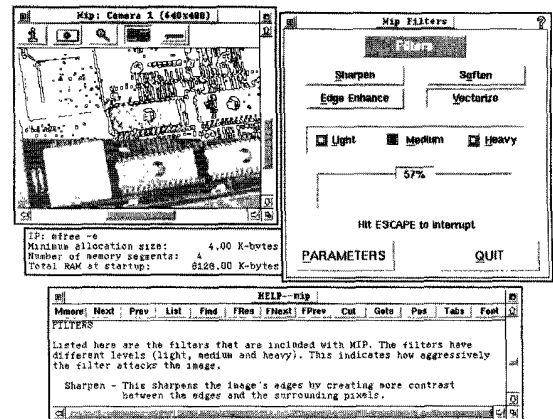 Mip: Camera 1 (640x480)
IP: mfree -e
Minimum allocation size: 4.00 K-bytes
Number of memory segments: 4
Total RAM at startup: 8128.00 K-bytes
Mip Filters
?
Filters
Sharpen Soften
Edge Enhance Vectorize
Light Medium Heavy
57%
Hit ESCAPE to interrupt
PARAMETERS QUIT
HELP--mip
Mmore Next Prev List Find FRes FNext FPrev Cut Goto Pos Tabs Font
FILTERS
Listed here are the filters that are included with MIP. The filters have
different levels (light, medium and heavy). This indicates how aggressively
the filter attacks the image.
Sharpen - This sharpens the image's edges by creating more contrast
between the edges and the surrounding pixels.